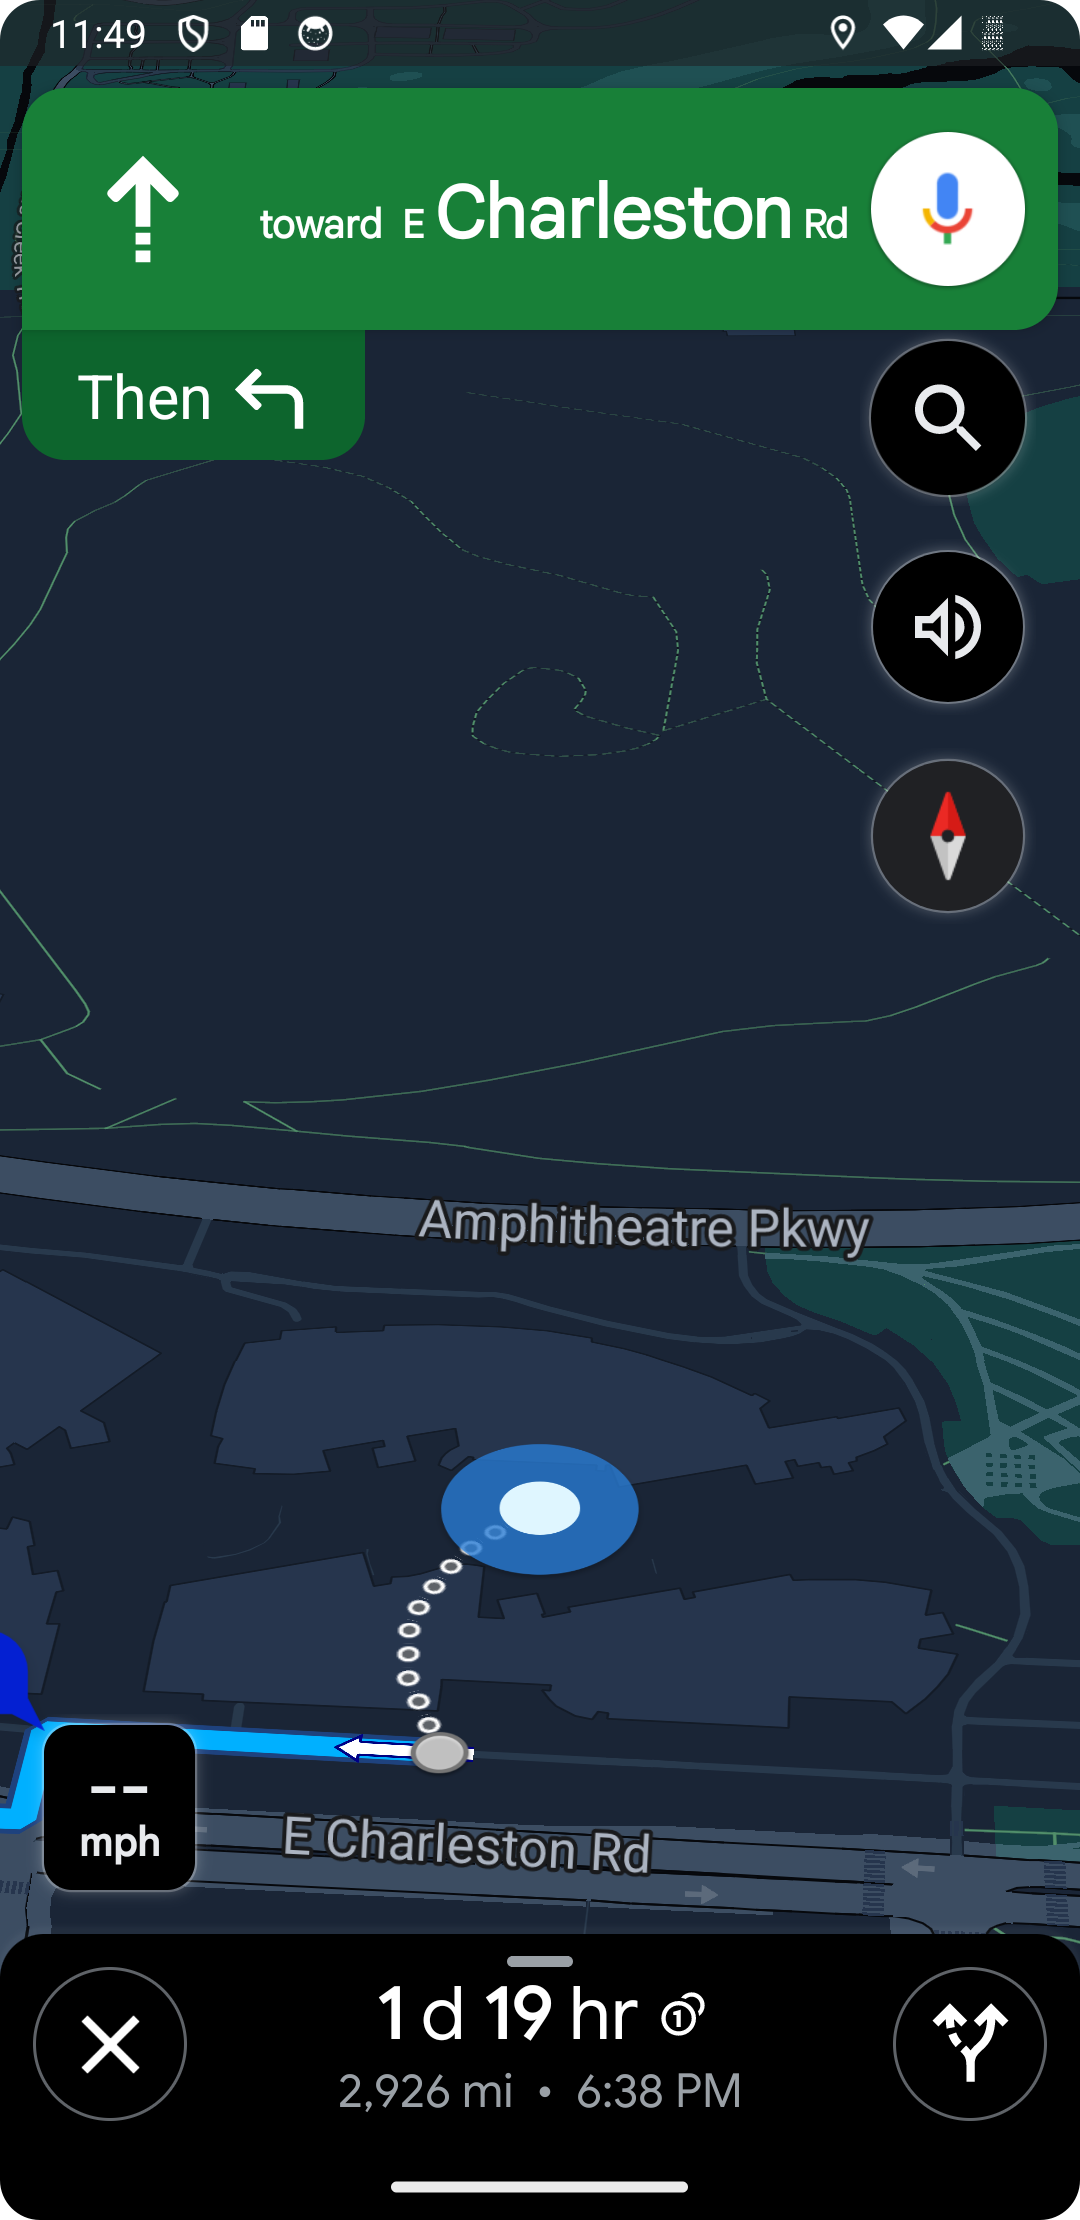 11:49
toward E Charleston Rd
Then
Amphitheatre Pkwy
E Charleston Rd
--
mph
1 d 19 hr
2,926 mi • 6:38 PM